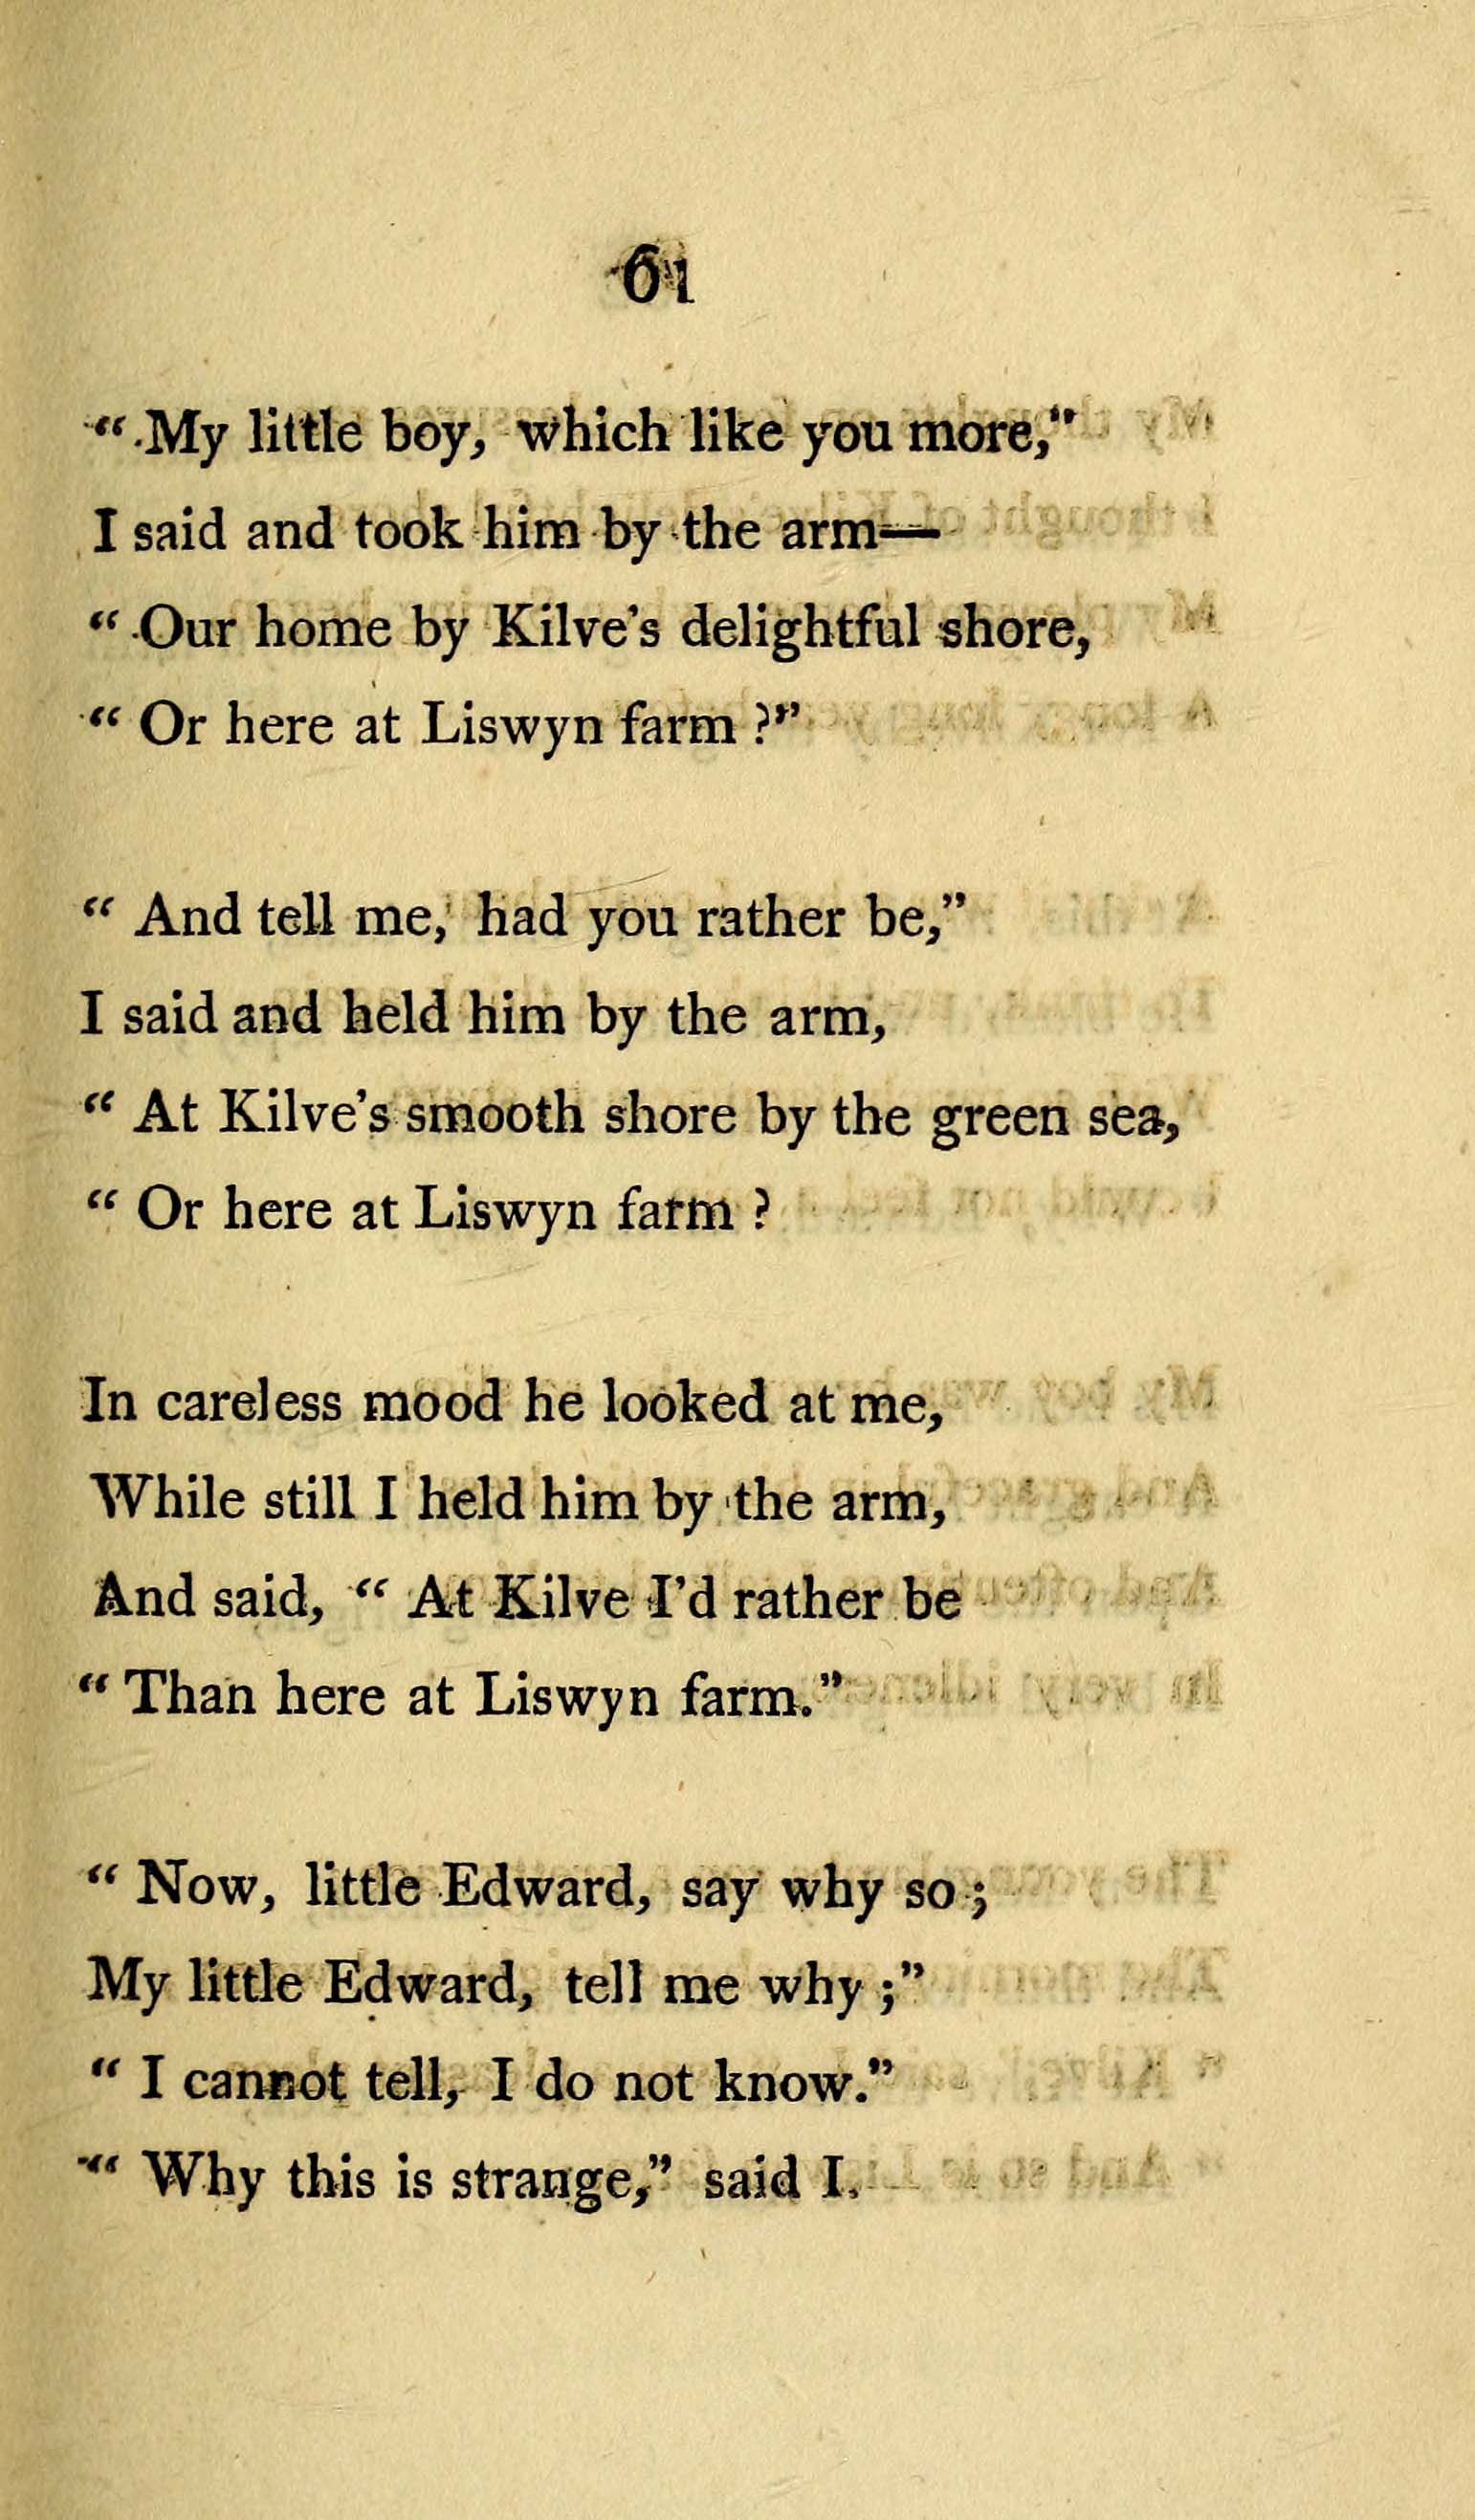 61
“ My little boy, which like you more,”
I said and took him by the arm—
“ Our home by Kilve’s delightful shore,
“ Or here at Liswyn farm ?”
“ And tell me, had you rather be,”
I said and held him by the arm,
“ At Kilve’s smooth shore by the green sea,
“ Or here at Liswyn farm ?
In careless mood he looked at me,
While still I held him by the arm,
And said, “ At Kilve I’d rather be
“ Than here at Liswyn farm.”
“ Now, little Edward, say why so ;
My little Edward, tell me why ;”
“ I cannot tell, I do not know.”
“ Why this is strange,” said I.